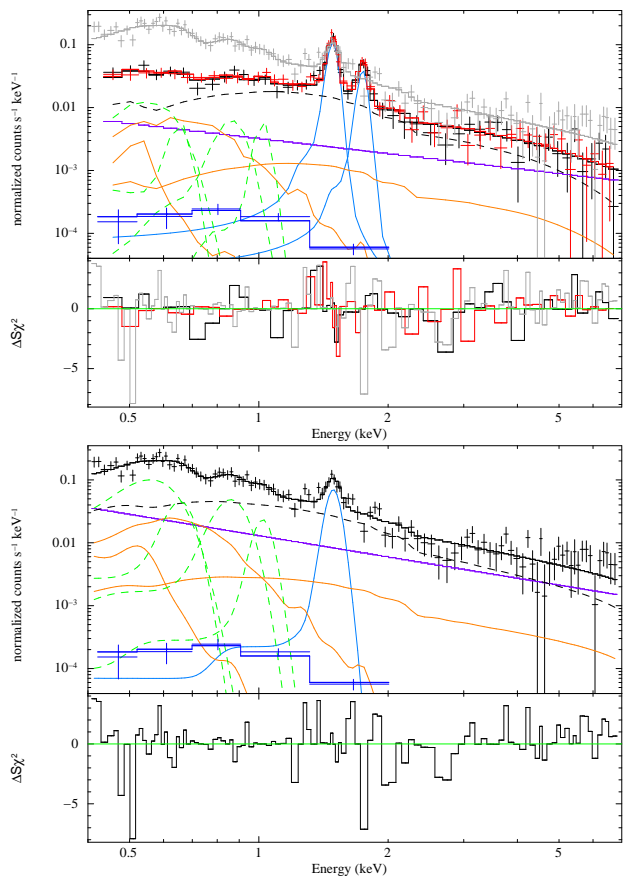 0.1
0.01
10⁻³
10⁻⁴
normalized counts s⁻¹ keV⁻¹
0
−5
ΔSχ²
0.5 1 2 5
Energy (keV)
0.1
0.01
10⁻³
10⁻⁴
normalized counts s⁻¹ keV⁻¹
0
−5
ΔSχ²
0.5 1 2 5
Energy (keV)